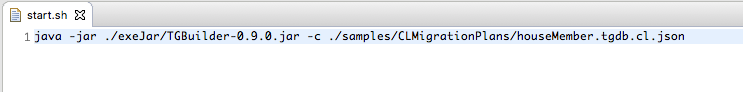 start.sh
1 java -jar ./exeJar/TGBuilder-0.9.0.jar -c ./samples/CLMigrationPlans/houseMember.tgdb.cl.json